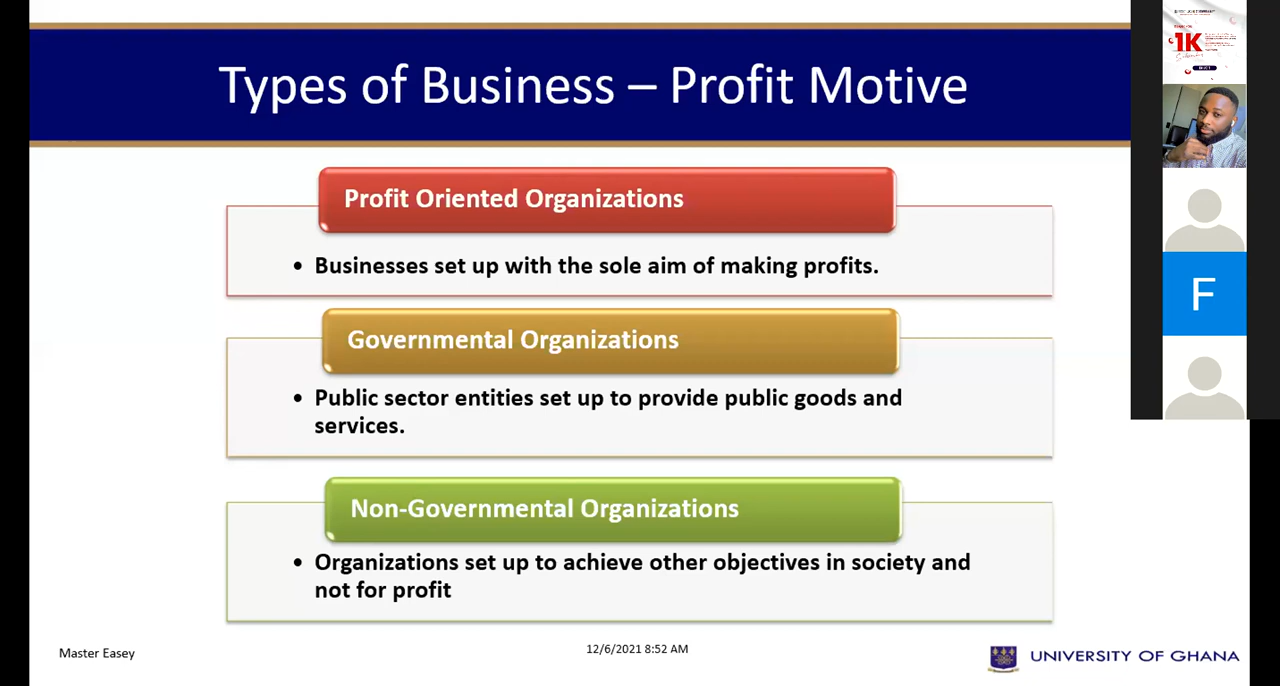 Types of Business – Profit Motive
Profit Oriented Organizations
• Businesses set up with the sole aim of making profits.
Governmental Organizations
• Public sector entities set up to provide public goods and
services.
Non-Governmental Organizations
• Organizations set up to achieve other objectives in society and
not for profit
Master Easey
12/6/2021 8:52 AM
UNIVERSITY OF GHANA
1K
F